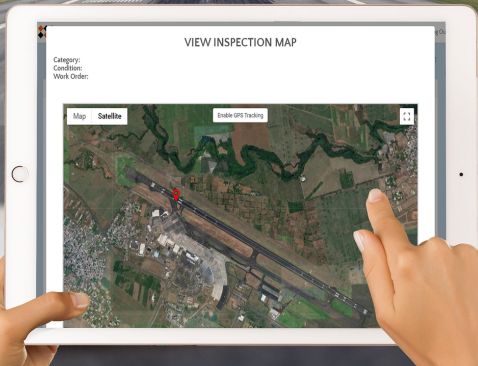 VIEW INSPECTION MAP
Category:
Condition:
Work Order:
Map Satellite Enable GPS Tracking